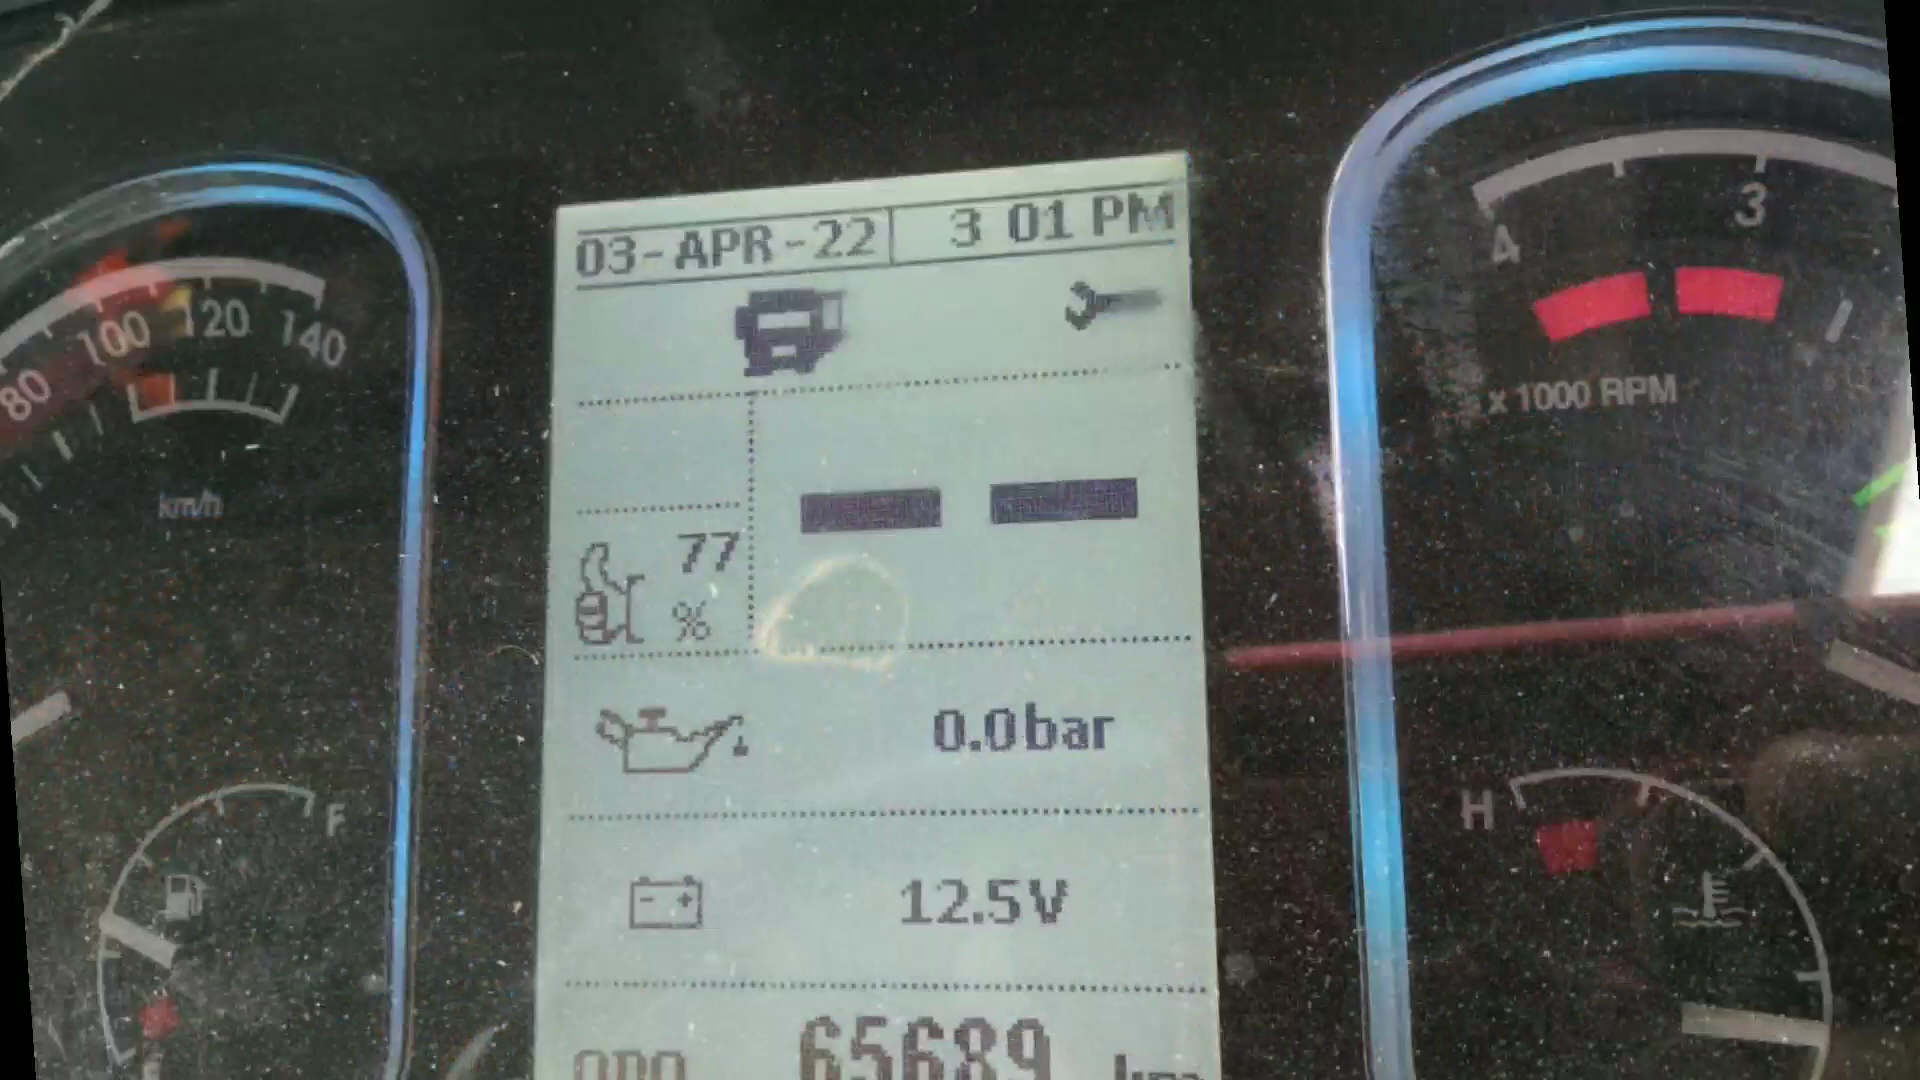 03-APR-22 3 01 PM
80 100 120 140
km/h
4 3
x 1000 RPM
77
%
0.0bar
F
H
12.5V
ODO 65689 km